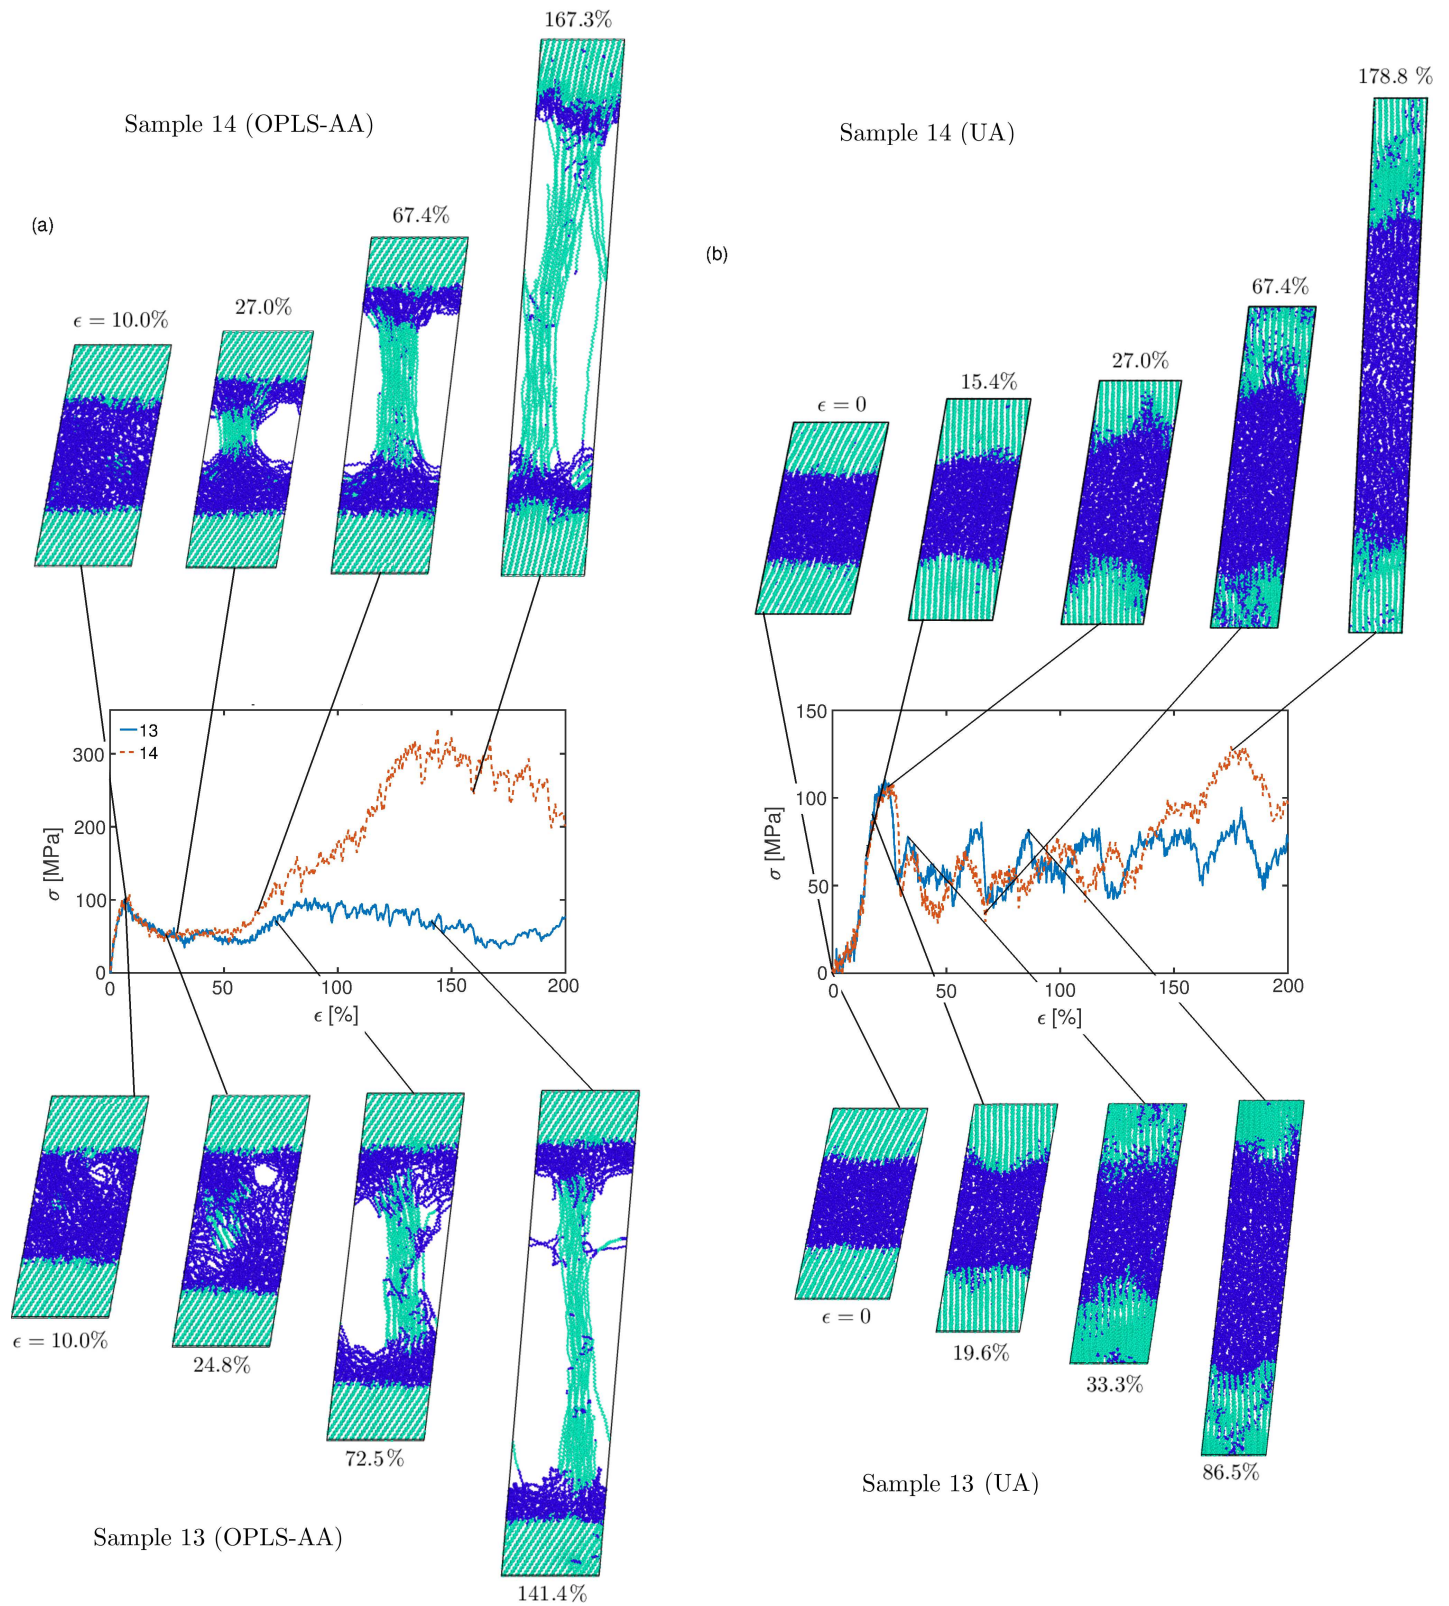 167.3%
178.8 %
Sample 14 (OPLS-AA)
Sample 14 (UA)
(a)
67.4%
(b)
67.4%
27.0%
ϵ = 10.0%
27.0%
15.4%
ϵ = 0
13
14
300
200
100
0
σ [MPa]
0
50
100
150
200
ϵ [%]
150
100
50
0
σ [MPa]
0
50
100
150
200
ϵ [%]
ϵ = 10.0%
24.8%
72.5%
141.4%
ϵ = 0
19.6%
33.3%
86.5%
Sample 13 (UA)
Sample 13 (OPLS-AA)